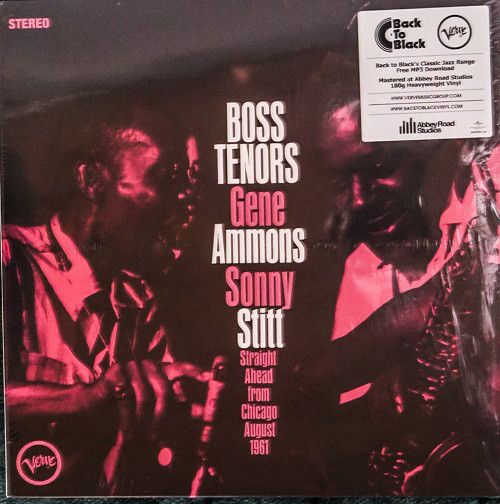 STEREO
Back
To
Black
Verve
Back to Black's Classic Jazz Range
Free MP3 Download
Mastered at Abbey Road Studios
180g Heavyweight Vinyl
WWW.VERVEMUSICGROUP.COM
WWW.BACKTOBLACKVINYL.COM
Abbey Road
Studios
BOSS
TENORS
Gene
Ammons
Sonny
Stitt
Straight
Ahead
from
Chicago
August
1961
Verve